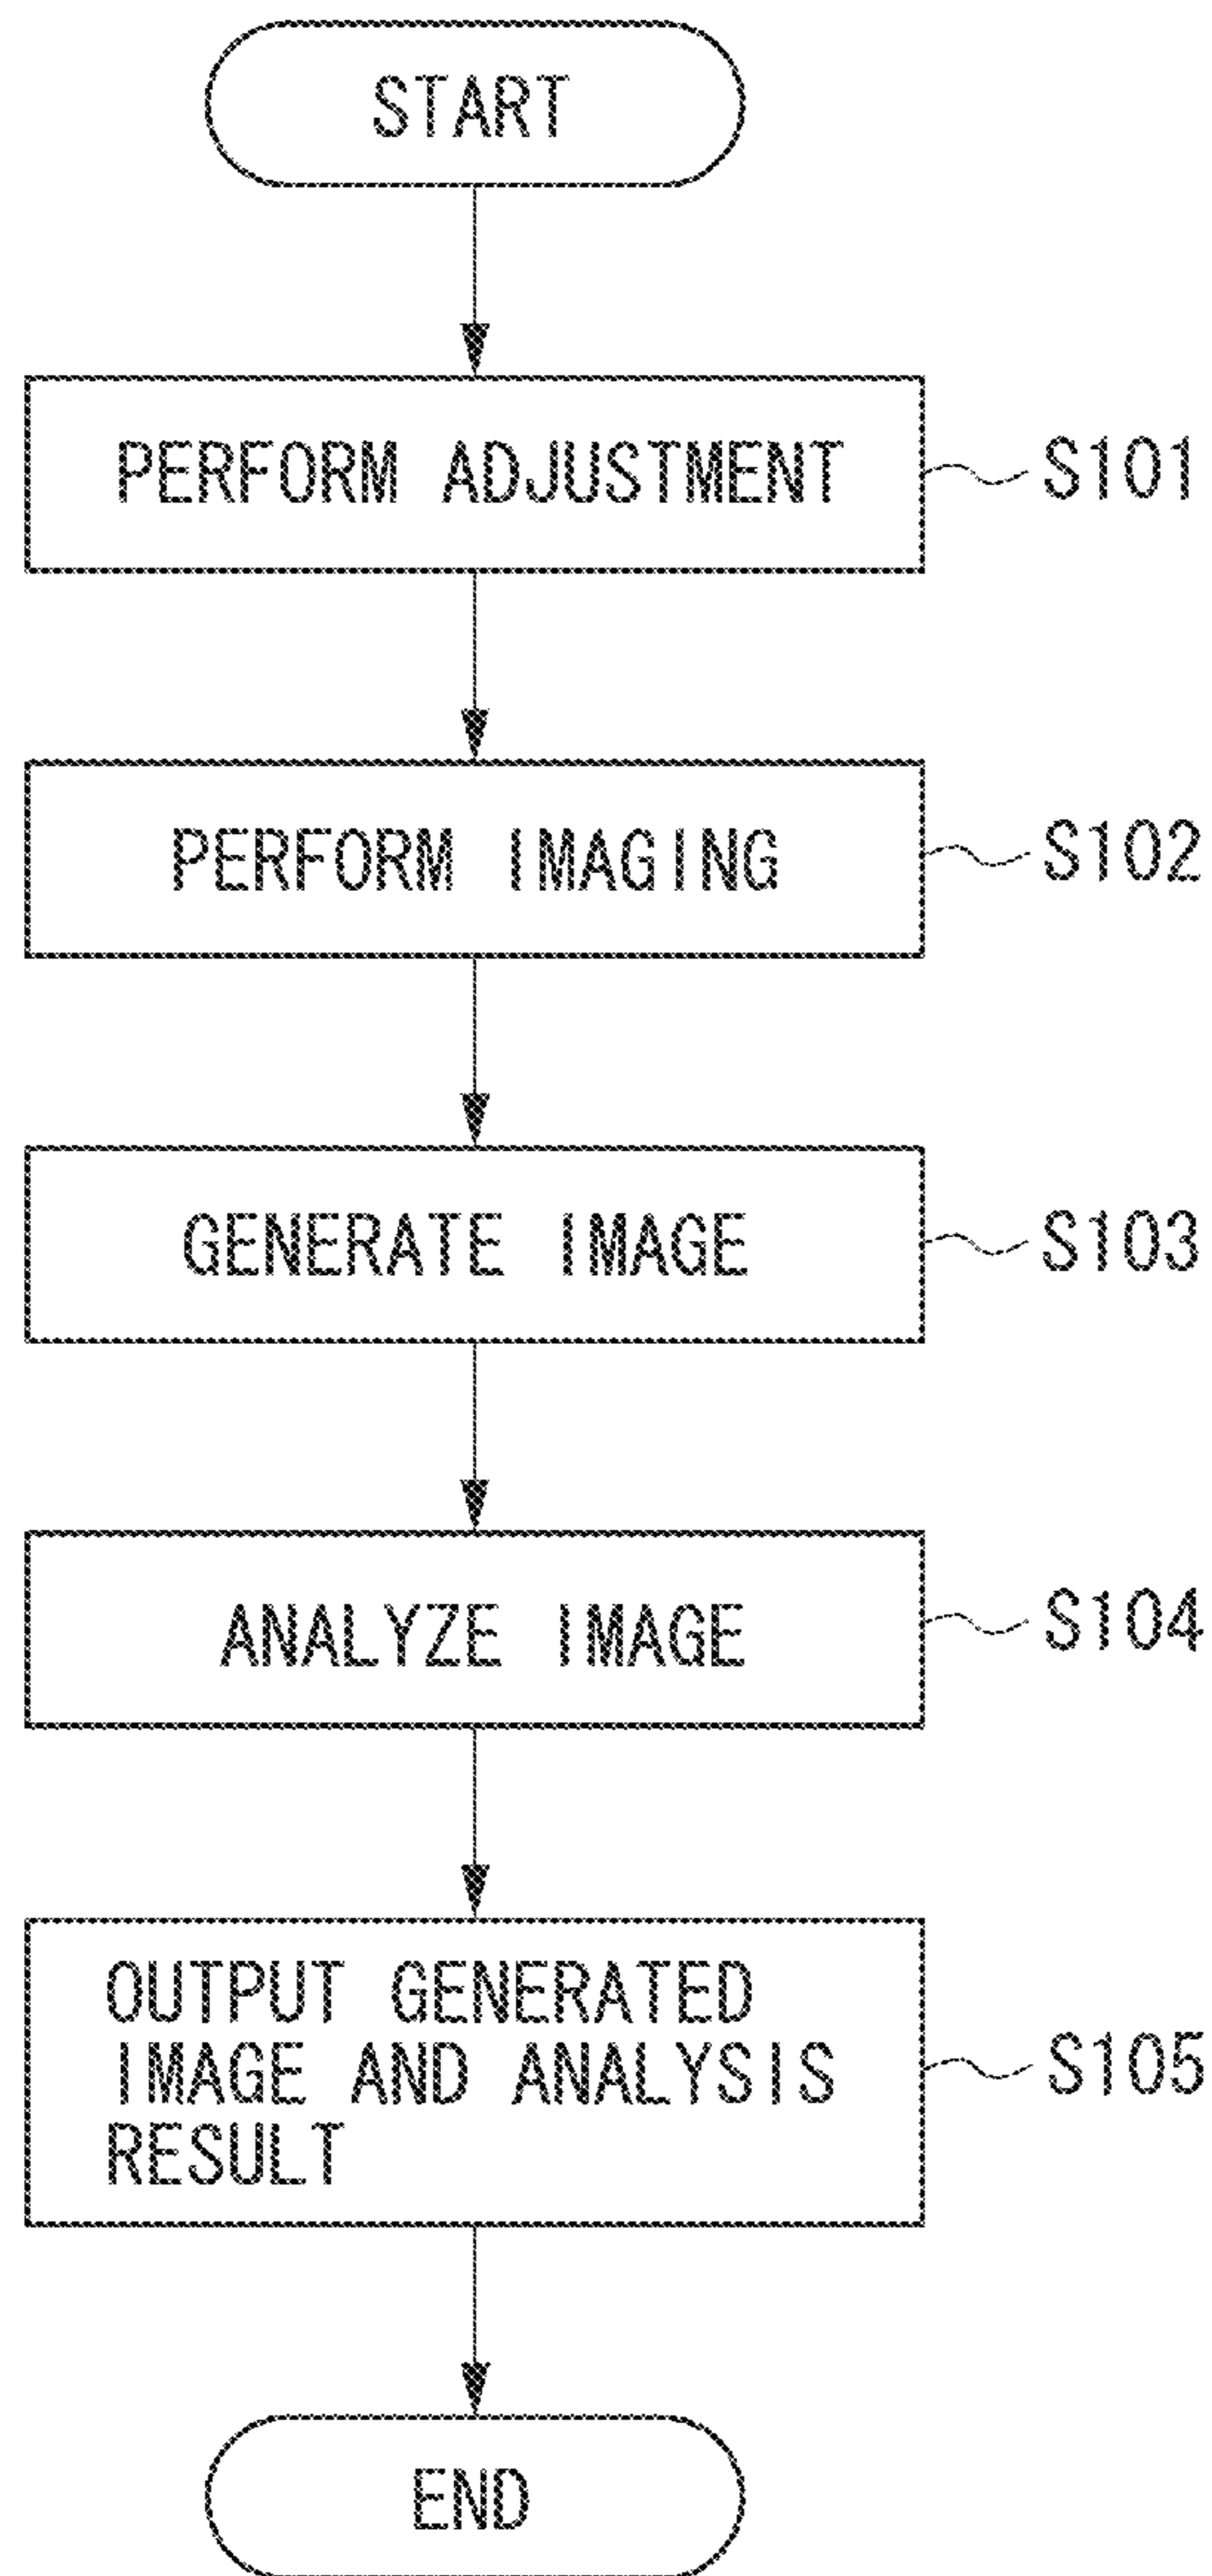 START
PERFORM ADJUSTMENT
S101
PERFORM IMAGING
S102
GENERATE IMAGE
S103
ANALYZE IMAGE
S104
OUTPUT GENERATED
IMAGE AND ANALYSIS
RESULT
S105
END